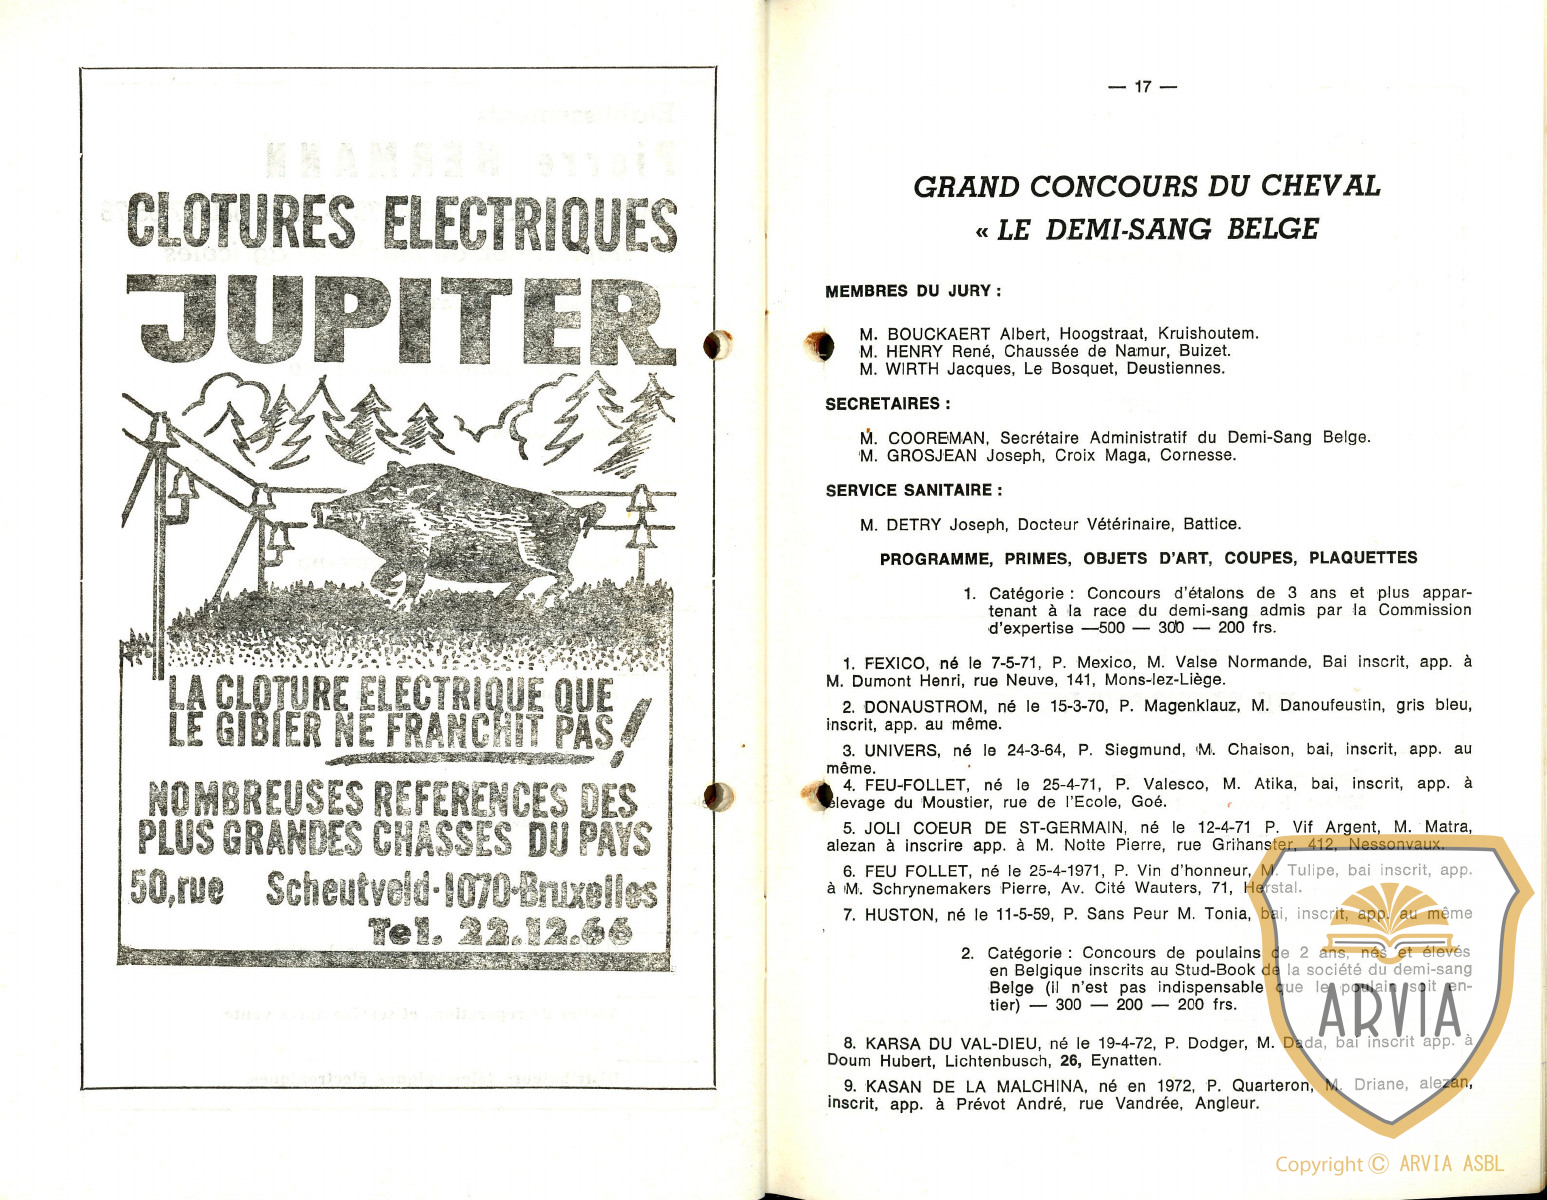 CLOTURES ELECTRIQUES
JUPITER
LA CLOTURE ELECTRIQUE QUE
LE GIBIER NE FRANCHIT PAS!
NOMBREUSES REFERENCES DES
PLUS GRANDES CHASSES DU PAYS
50,rue Scheutveld-1070-Bruxelles
Tel. 22.12.66
— 17 —
GRAND CONCOURS DU CHEVAL
« LE DEMI-SANG BELGE
MEMBRES DU JURY :
M. BOUCKAERT Albert, Hoogstraat, Kruishoutem.
M. HENRY René, Chaussée de Namur, Buizet.
M. WIRTH Jacques, Le Bosquet, Deustiennes.
SECRETAIRES :
M. COOREMAN, Secrétaire Administratif du Demi-Sang Belge.
M. GROSJEAN Joseph, Croix Maga, Cornesse.
SERVICE SANITAIRE :
M. DETRY Joseph, Docteur Vétérinaire, Battice.
PROGRAMME, PRIMES, OBJETS D'ART, COUPES, PLAQUETTES
1. Catégorie : Concours d'étalons de 3 ans et plus appar-
tenant à la race du demi-sang admis par la Commission
d'expertise —500 — 300 — 200 frs.
1. FEXICO, né le 7-5-71, P. Mexico, M. Valse Normande, Bai inscrit, app. à
M. Dumont Henri, rue Neuve, 141, Mons-lez-Liège.
2. DONAUSTROM, né le 15-3-70, P. Magenklauz, M. Danoufeustin, gris bleu,
inscrit, app. au même.
3. UNIVERS, né le 24-3-64, P. Siegmund, M. Chaison, bai, inscrit, app. au
même.
4. FEU-FOLLET, né le 25-4-71, P. Valesco, M. Atika, bai, inscrit, app. à
élevage du Moustier, rue de l'Ecole, Goé.
5. JOLI COEUR DE ST-GERMAIN, né le 12-4-71 P. Vif Argent, M. Matra,
alezan à inscrire app. à M. Notte Pierre, rue Grihanster, 412, Nessonvaux.
6. FEU FOLLET, né le 25-4-1971, P. Vin d'honneur, M. Tulipe, bai inscrit, app.
à M. Schrynemakers Pierre, Av. Cité Wauters, 71, Herstal.
7. HUSTON, né le 11-5-59, P. Sans Peur M. Tonia, bai, inscrit, app. au même
2. Catégorie : Concours de poulains de 2 ans, nés et élevés
en Belgique inscrits au Stud-Book de la société du demi-sang
Belge (il n'est pas indispensable que le poulain soit en-
tier) — 300 — 200 — 200 frs.
8. KARSA DU VAL-DIEU, né le 19-4-72, P. Dodger, M. Dada, bai inscrit app. à
Doum Hubert, Lichtenbusch, 26, Eynatten.
9. KASAN DE LA MALCHINA, né en 1972, P. Quarteron, M. Driane, alezan,
inscrit, app. à Prévot André, rue Vandrée, Angleur.
ARVIA
Copyright © ARVIA ASBL